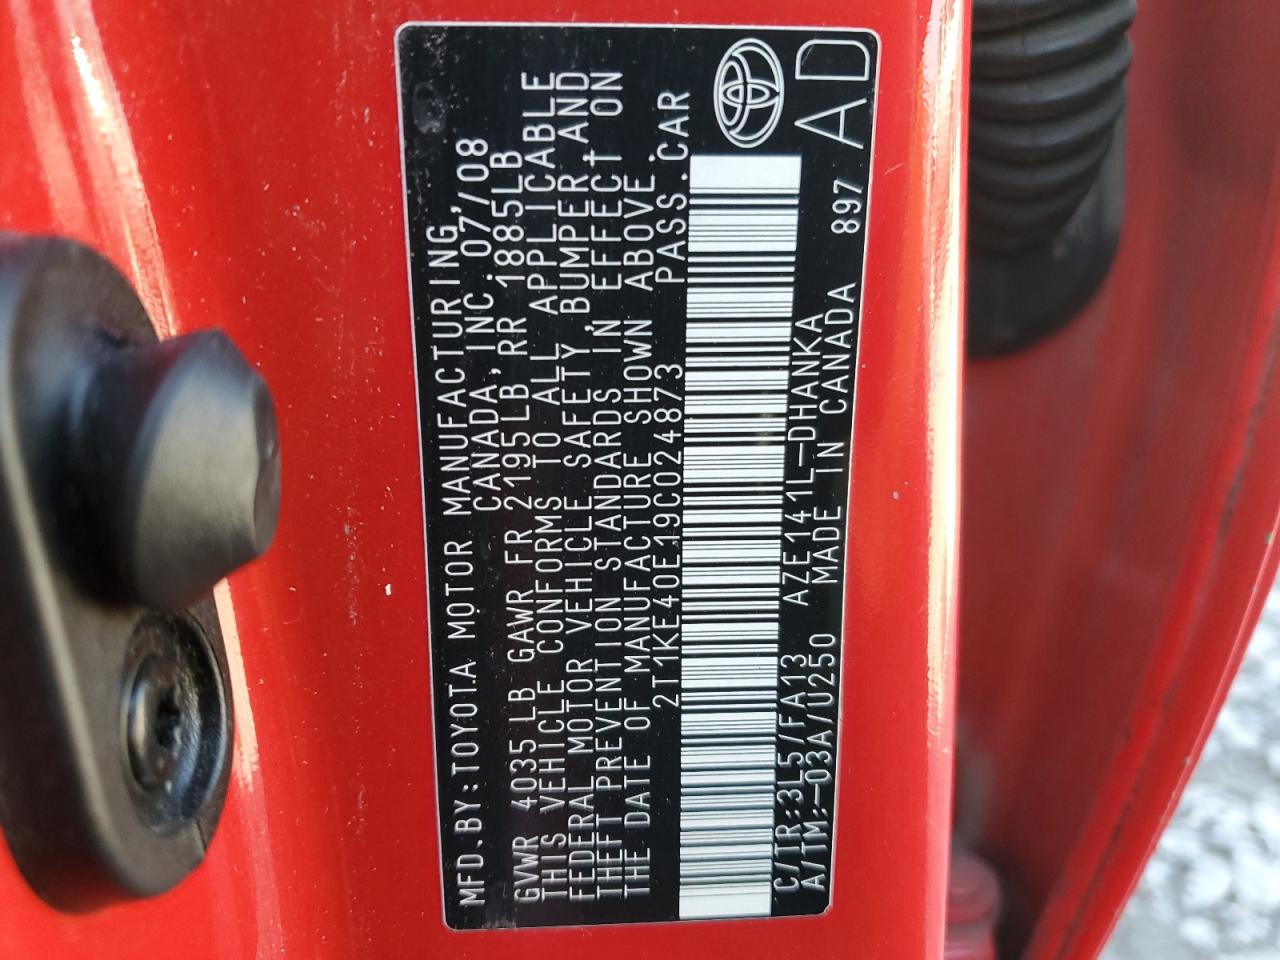 MFD.BY:TOYOTA MOTOR MANUFACTURING,
CANADA,INC. 07/08
GVWR 4035LB GAWR FR 2195LB,RR 1885LB
THIS VEHICLE CONFORMS TO ALL APPLICABLE
FEDERAL MOTOR VEHICLE SAFETY,BUMPER,AND
THEFT PREVENTION STANDARDS IN EFFECT ON
THE DATE OF MANUFACTURE SHOWN ABOVE.
2T1KE40E19C024873 PASS.CAR
C/TR:3L5/FA13 AZE141L-DHANKA
A/TM:-03A/U250 MADE IN CANADA 897
AD